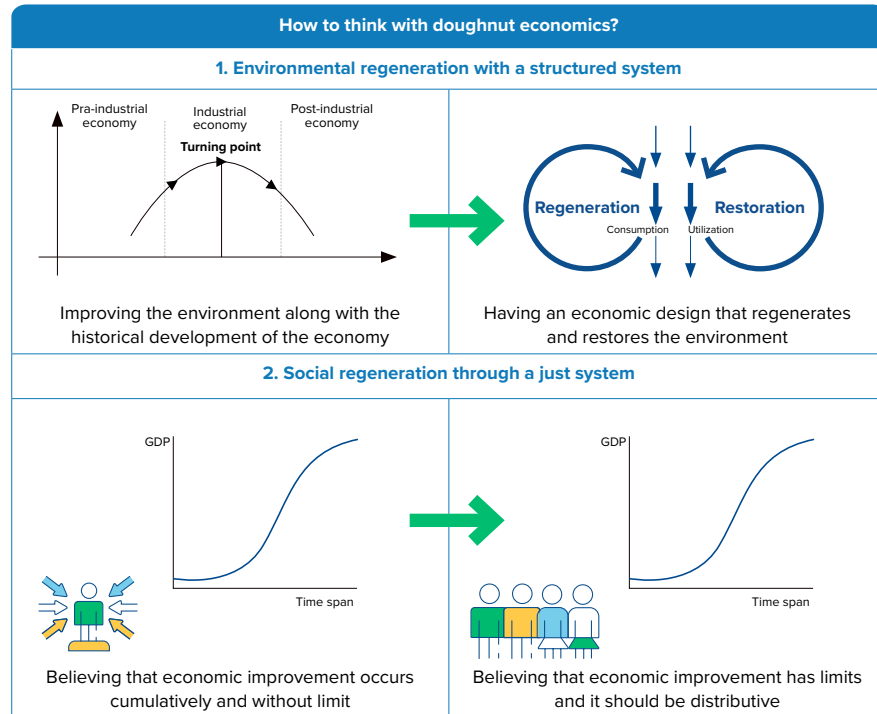 How to think with doughnut economics?
1. Environmental regeneration with a structured system
Pra-industrial
economy
Industrial
economy
Post-industrial
economy
Turning point
Regeneration
Restoration
Consumption
Utilization
Improving the environment along with the
historical development of the economy
Having an economic design that regenerates
and restores the environment
2. Social regeneration through a just system
GDP
Time span
GDP
Time span
Believing that economic improvement occurs
cumulatively and without limit
Believing that economic improvement has limits
and it should be distributive